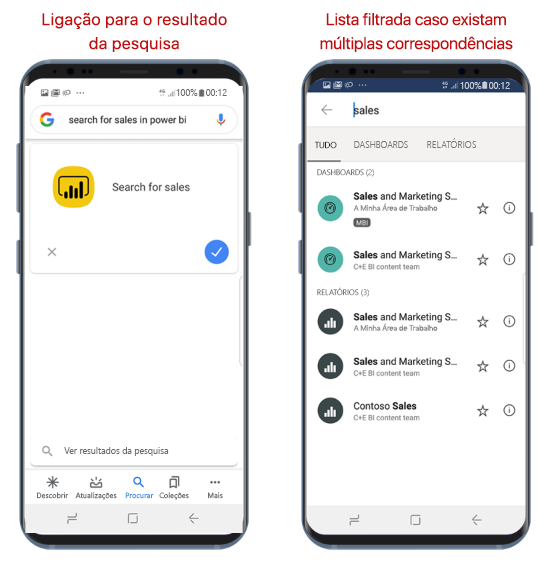 Ligação para o resultado
da pesquisa
100% 00:12
search for sales in power bi
Search for sales
Ver resultados da pesquisa
Descobrir Atualizações Procurar Coleções Mais
Lista filtrada caso existam
múltiplas correspondências
100% 00:12
sales
TUDO DASHBOARDS RELATÓRIOS
DASHBOARDS (2)
Sales and Marketing S...
A Minha Área de Trabalho
MBI
Sales and Marketing S...
C+E BI content team
RELATÓRIOS (3)
Sales and Marketing S...
A Minha Área de Trabalho
Sales and Marketing S...
C+E BI content team
Contoso Sales
C+E BI content team